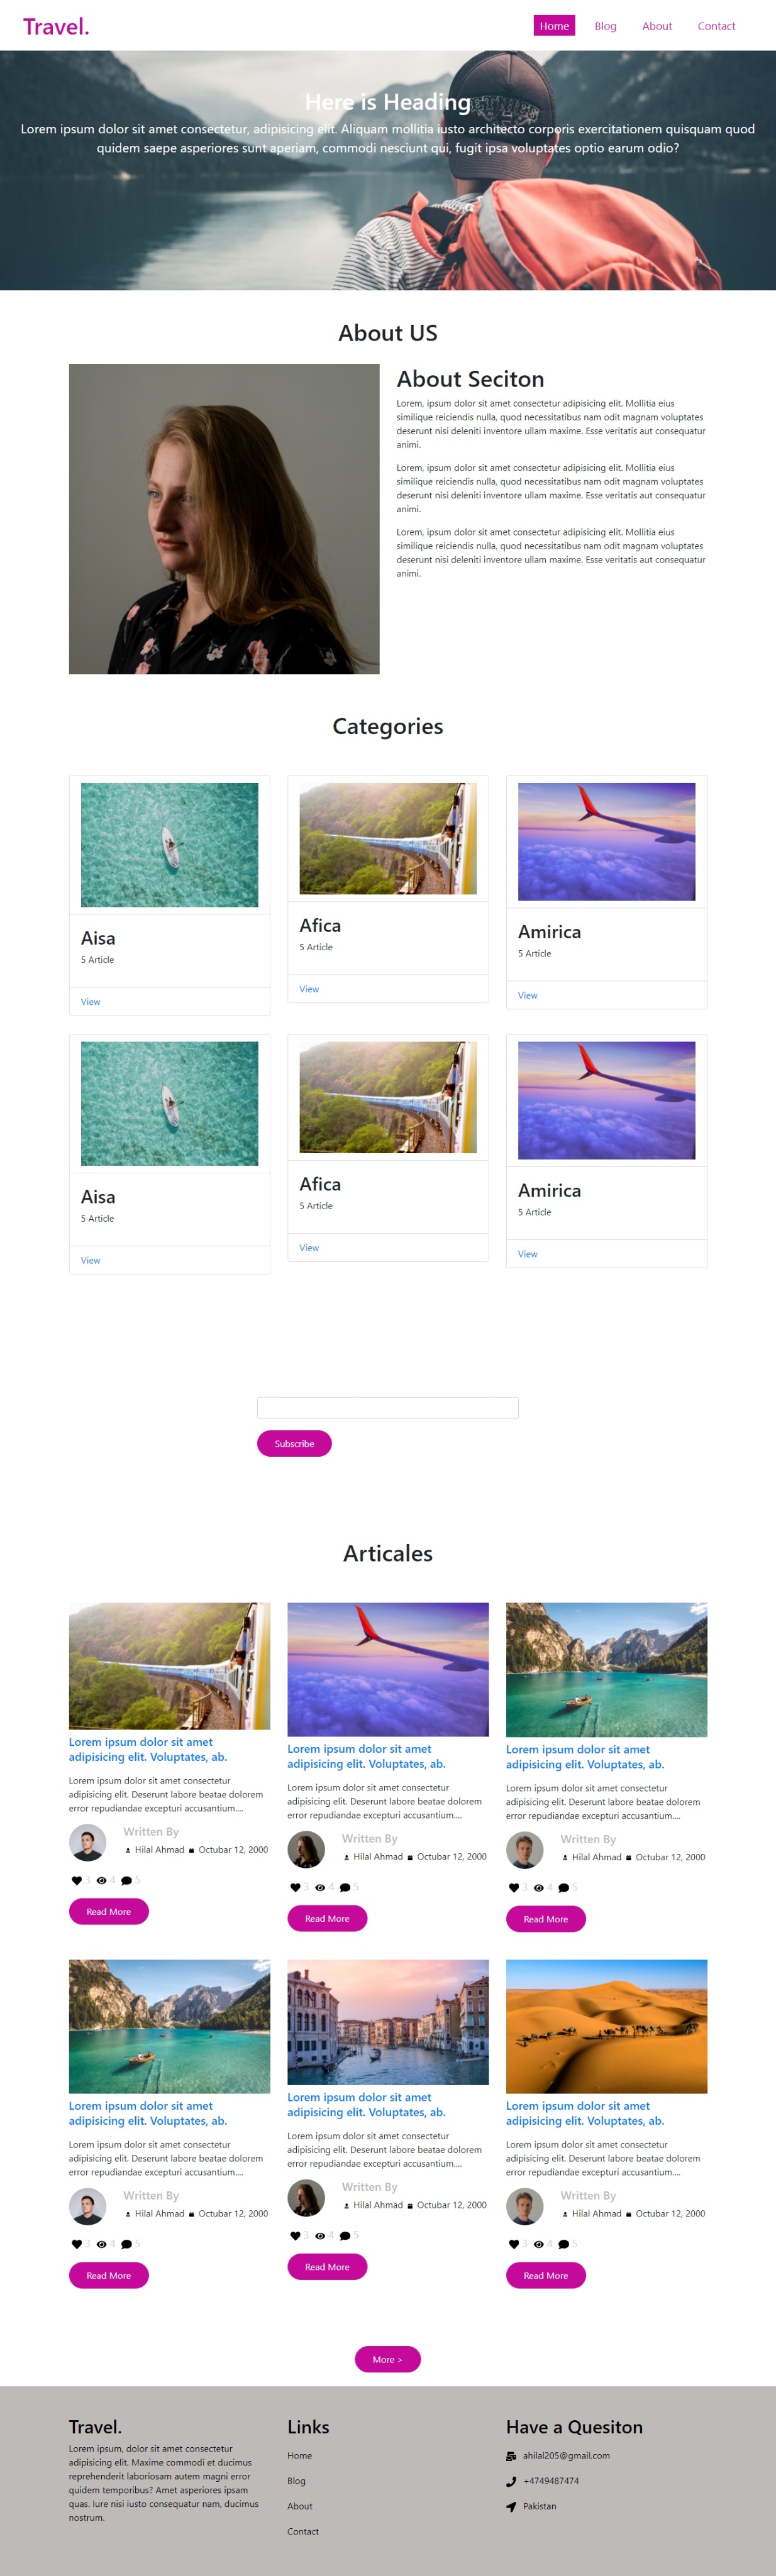 Travel.
Home Blog About Contact
Here is Heading
Lorem ipsum dolor sit amet consectetur, adipisicing elit. Aliquam mollitia iusto architecto corporis exercitationem quisquam quod
quidem saepe asperiores sunt aperiam, commodi nesciunt qui, fugit ipsa voluptates optio earum odio?
About US
About Seciton
Lorem, ipsum dolor sit amet consectetur adipisicing elit. Mollitia eius
similique reiciendis nulla, quod necessitatibus nam odit magnam voluptates
deserunt nisi deleniti inventore ullam maxime. Esse veritatis aut consequatur
animi.
Lorem, ipsum dolor sit amet consectetur adipisicing elit. Mollitia eius
similique reiciendis nulla, quod necessitatibus nam odit magnam voluptates
deserunt nisi deleniti inventore ullam maxime. Esse veritatis aut consequatur
animi.
Lorem, ipsum dolor sit amet consectetur adipisicing elit. Mollitia eius
similique reiciendis nulla, quod necessitatibus nam odit magnam voluptates
deserunt nisi deleniti inventore ullam maxime. Esse veritatis aut consequatur
animi.
Categories
Aisa
5 Article
View
Afica
5 Article
View
Amirica
5 Article
View
Aisa
5 Article
View
Afica
5 Article
View
Amirica
5 Article
View
Subscribe
Articales
Lorem ipsum dolor sit amet
adipisicing elit. Voluptates, ab.
Lorem ipsum dolor sit amet consectetur
adipisicing elit. Deserunt labore beatae dolorem
error repudiandae excepturi accusantium....
Written By
Hilal Ahmad Octubar 12, 2000
3 4 5
Read More
Lorem ipsum dolor sit amet
adipisicing elit. Voluptates, ab.
Lorem ipsum dolor sit amet consectetur
adipisicing elit. Deserunt labore beatae dolorem
error repudiandae excepturi accusantium....
Written By
Hilal Ahmad Octubar 12, 2000
3 4 5
Read More
Lorem ipsum dolor sit amet
adipisicing elit. Voluptates, ab.
Lorem ipsum dolor sit amet consectetur
adipisicing elit. Deserunt labore beatae dolorem
error repudiandae excepturi accusantium....
Written By
Hilal Ahmad Octubar 12, 2000
3 4 5
Read More
Lorem ipsum dolor sit amet
adipisicing elit. Voluptates, ab.
Lorem ipsum dolor sit amet consectetur
adipisicing elit. Deserunt labore beatae dolorem
error repudiandae excepturi accusantium....
Written By
Hilal Ahmad Octubar 12, 2000
3 4 5
Read More
Lorem ipsum dolor sit amet
adipisicing elit. Voluptates, ab.
Lorem ipsum dolor sit amet consectetur
adipisicing elit. Deserunt labore beatae dolorem
error repudiandae excepturi accusantium....
Written By
Hilal Ahmad Octubar 12, 2000
3 4 5
Read More
Lorem ipsum dolor sit amet
adipisicing elit. Voluptates, ab.
Lorem ipsum dolor sit amet consectetur
adipisicing elit. Deserunt labore beatae dolorem
error repudiandae excepturi accusantium....
Written By
Hilal Ahmad Octubar 12, 2000
3 4 5
Read More
More >
Travel.
Lorem ipsum, dolor sit amet consectetur
adipisicing elit. Maxime commodi et ducimus
reprehenderit laboriosam autem magni error
quidem temporibus? Amet asperiores ipsam
quas. Iure nisi iusto consequatur nam, ducimus
nostrum.
Links
Home
Blog
About
Contact
Have a Quesiton
ahilal205@gmail.com
+4749487474
Pakistan